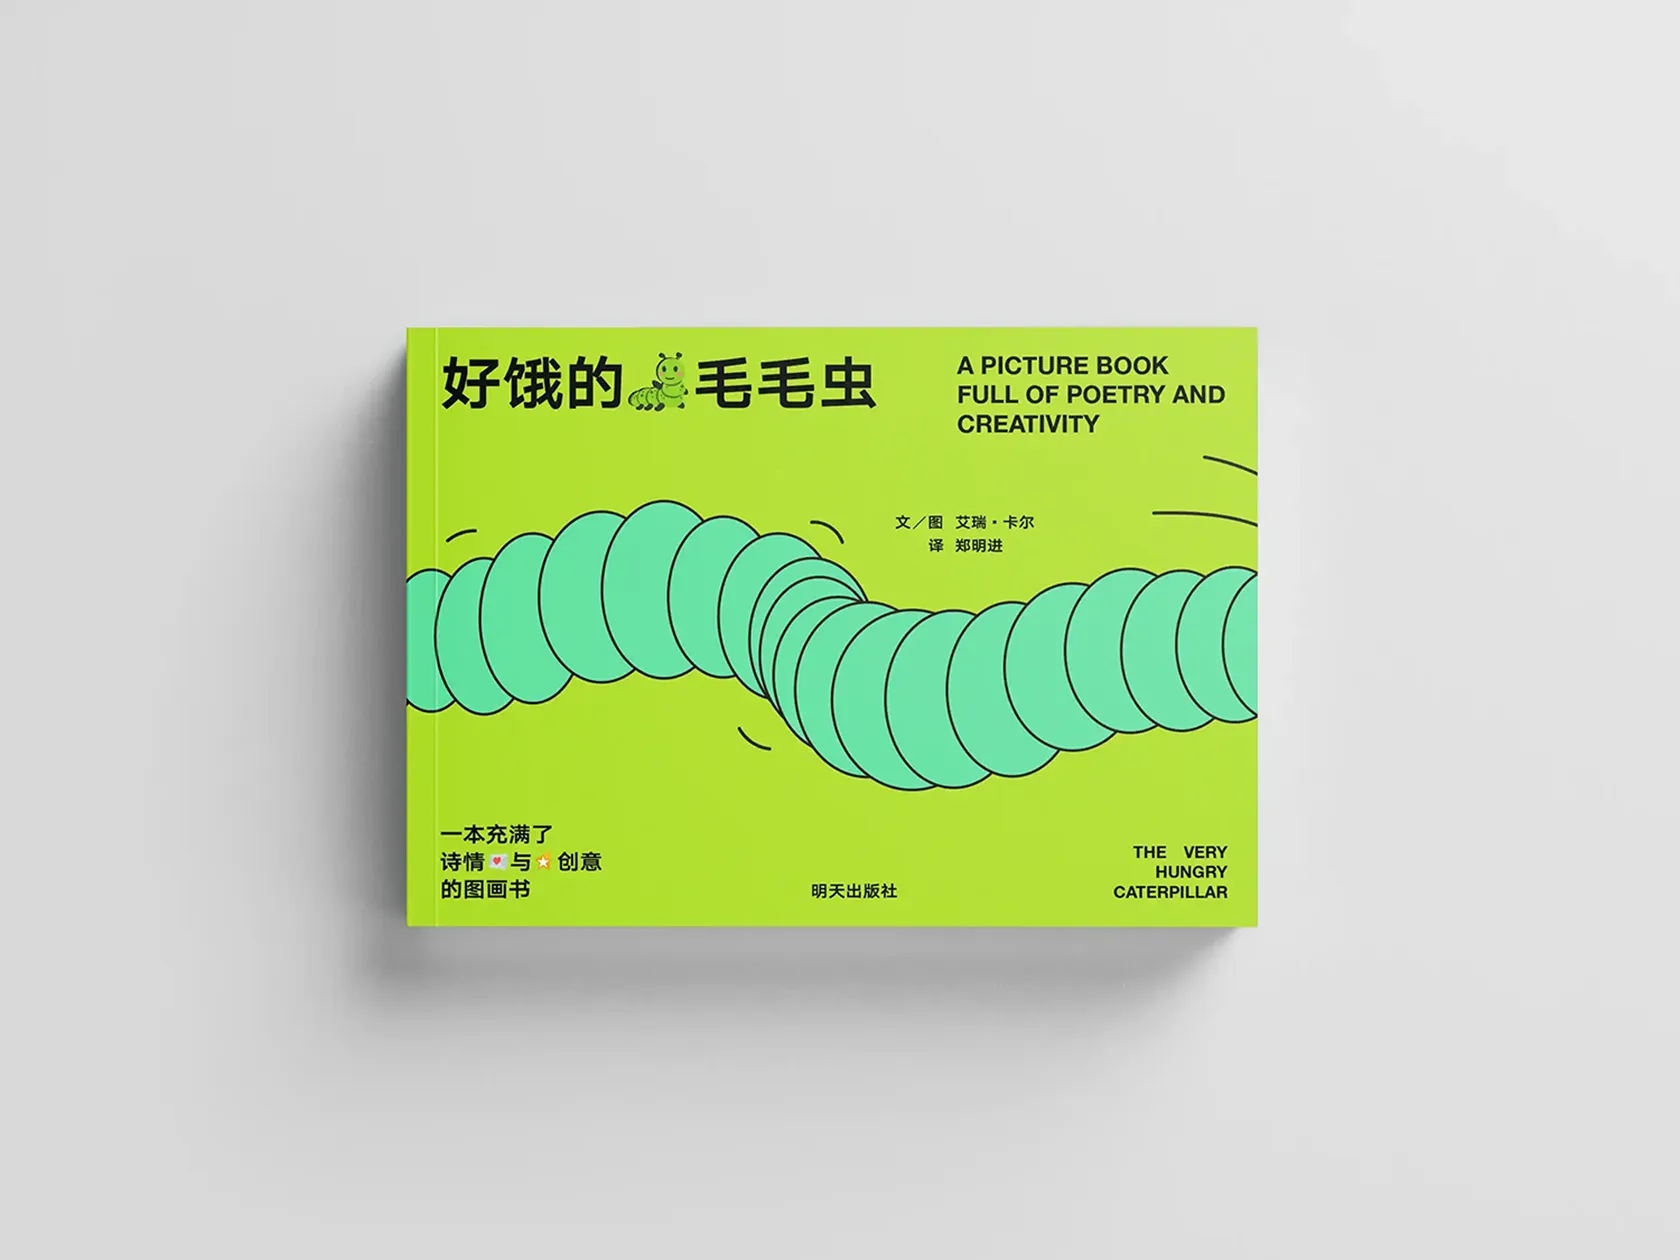 好饿的毛毛虫
A PICTURE BOOK
FULL OF POETRY AND
CREATIVITY
文／图 艾瑞·卡尔
译 郑明进
一本充满了
诗情与创意
的图画书
明天出版社
THE VERY
HUNGRY
CATERPILLAR